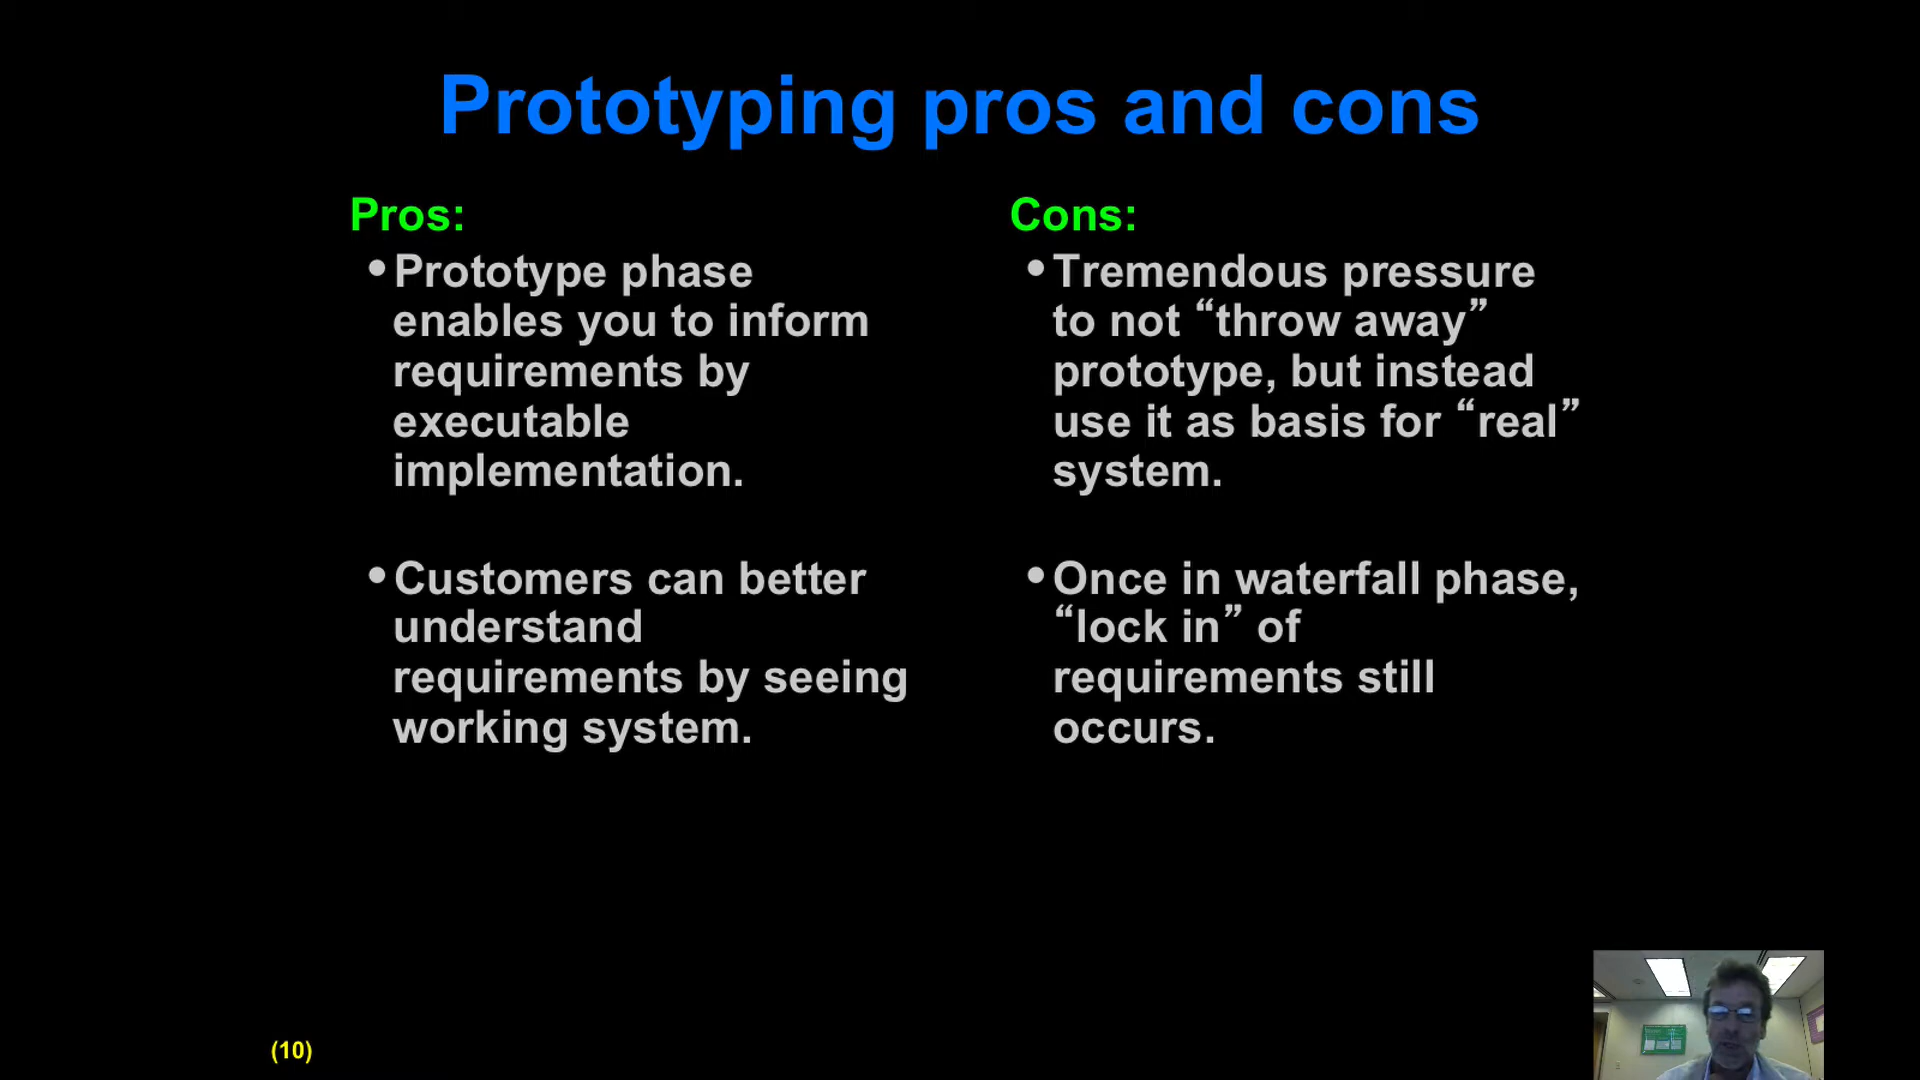 Prototyping pros and cons
Pros:
•Prototype phase
enables you to inform
requirements by
executable
implementation.
•Customers can better
understand
requirements by seeing
working system.
Cons:
•Tremendous pressure
to not “throw away”
prototype, but instead
use it as basis for “real”
system.
•Once in waterfall phase,
“lock in” of
requirements still
occurs.
(10)